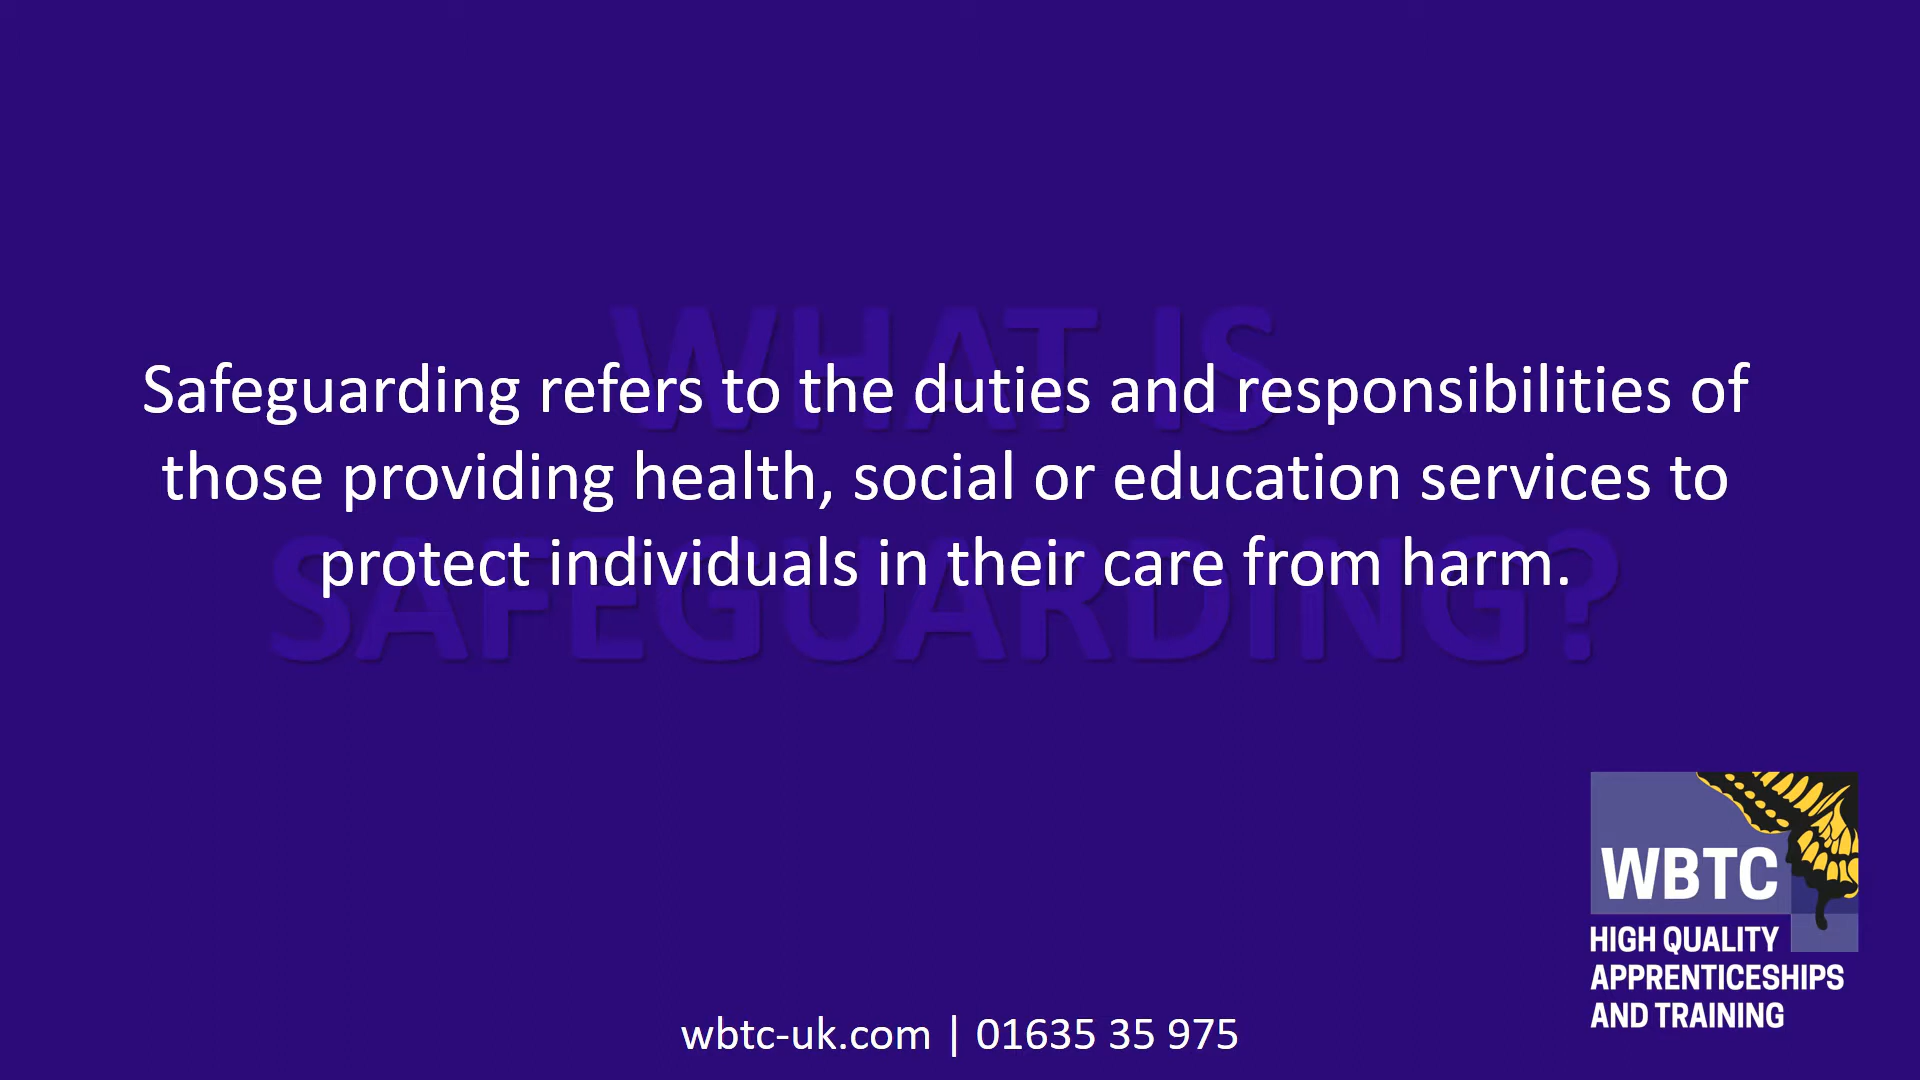 WHAT IS
SAFEGUARDING?
Safeguarding refers to the duties and responsibilities of
those providing health, social or education services to
protect individuals in their care from harm.
WBTC
HIGH QUALITY
APPRENTICESHIPS
AND TRAINING
wbtc-uk.com | 01635 35 975